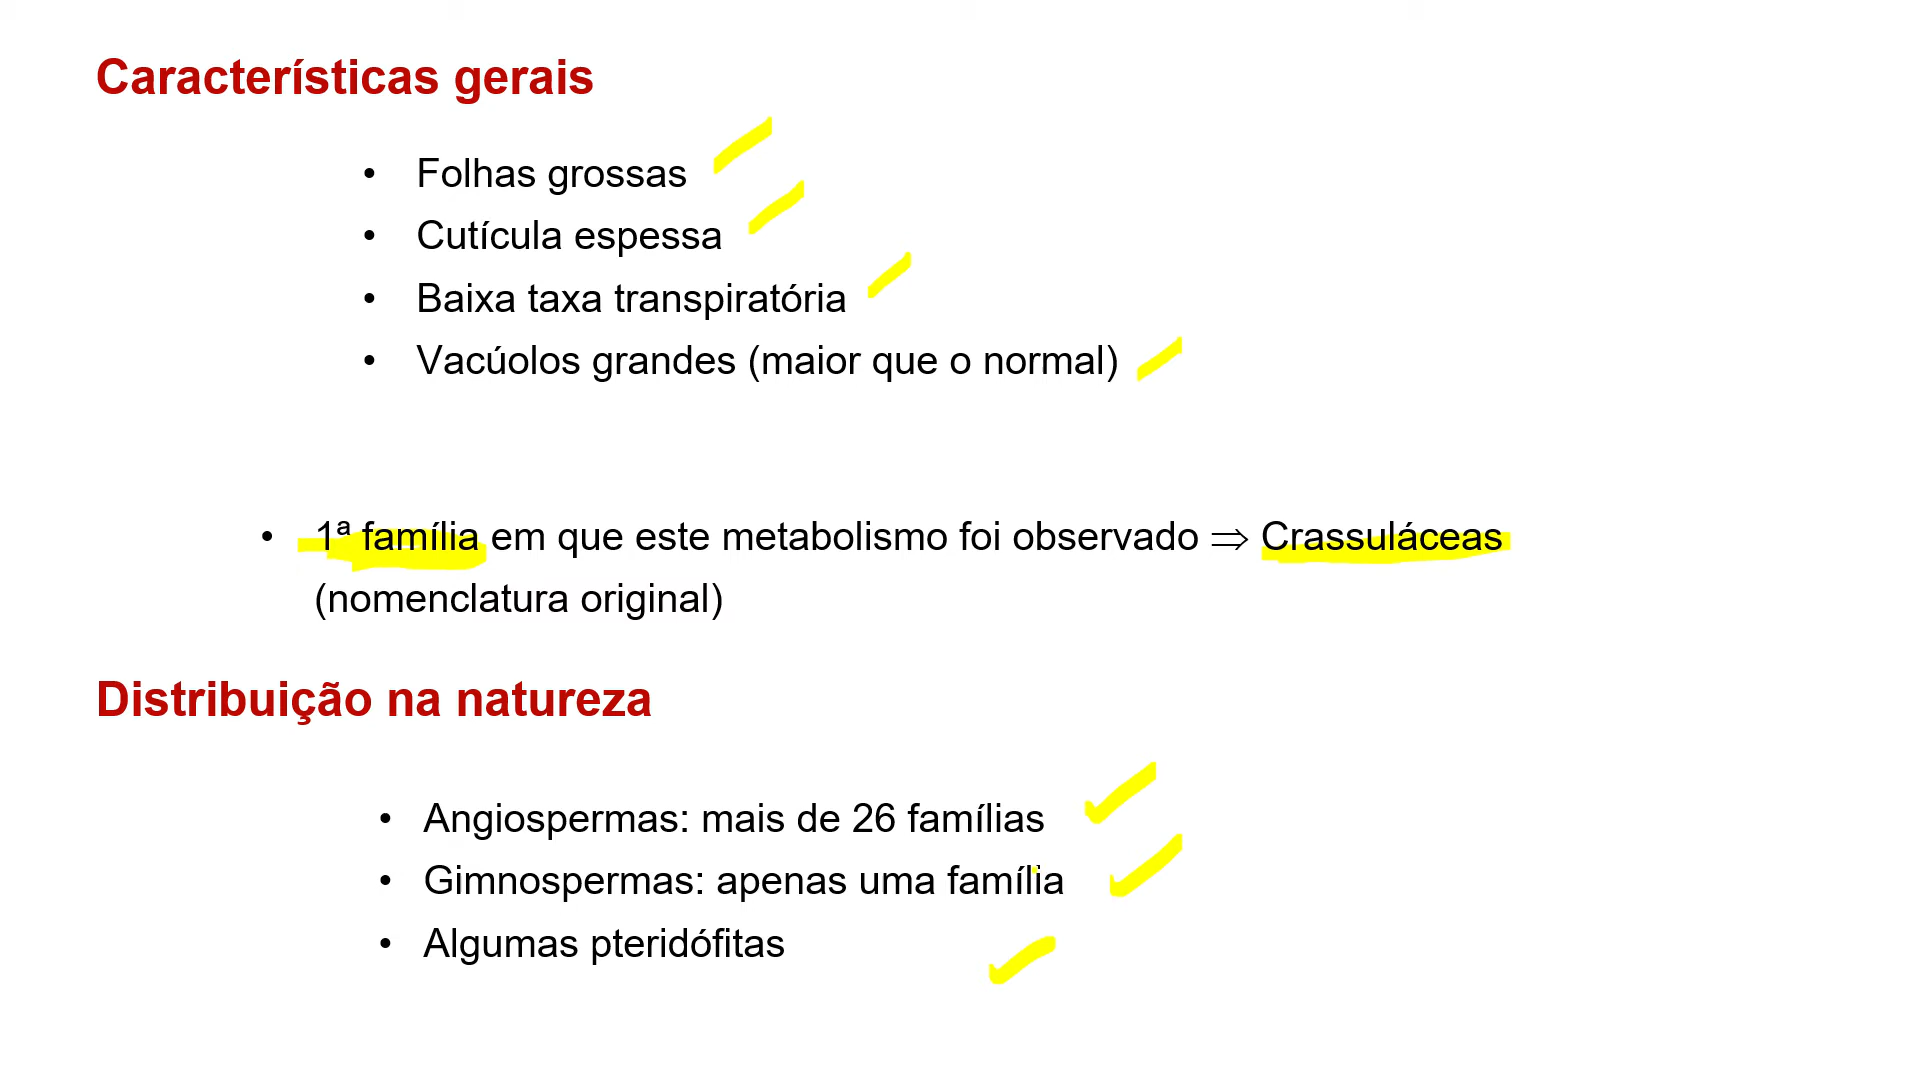 Características gerais
• Folhas grossas
• Cutícula espessa
• Baixa taxa transpiratória
• Vacúolos grandes (maior que o normal)
• 1ª família em que este metabolismo foi observado ⇒ Crassuláceas
(nomenclatura original)
Distribuição na natureza
• Angiospermas: mais de 26 famílias
• Gimnospermas: apenas uma família
• Algumas pteridófitas